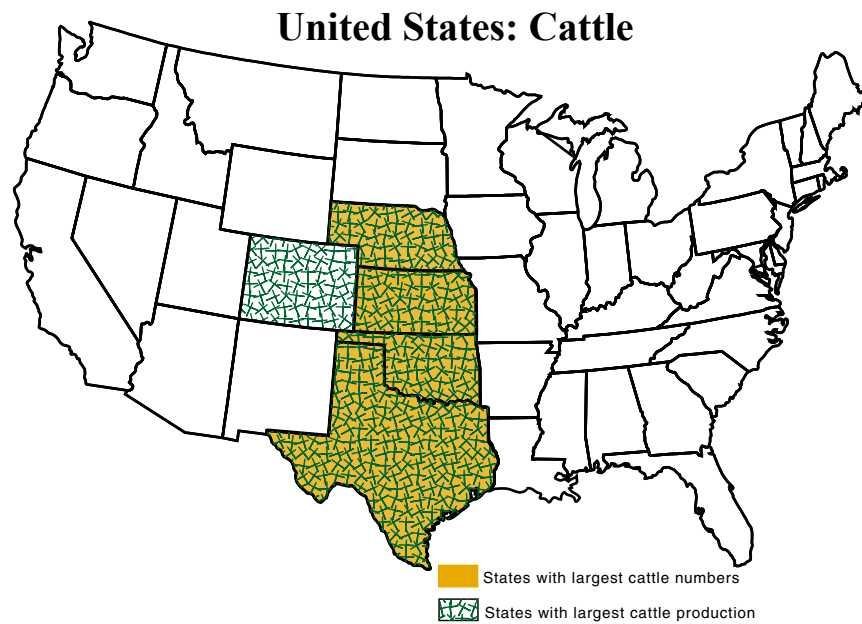 United States: Cattle
States with largest cattle numbers
States with largest cattle production